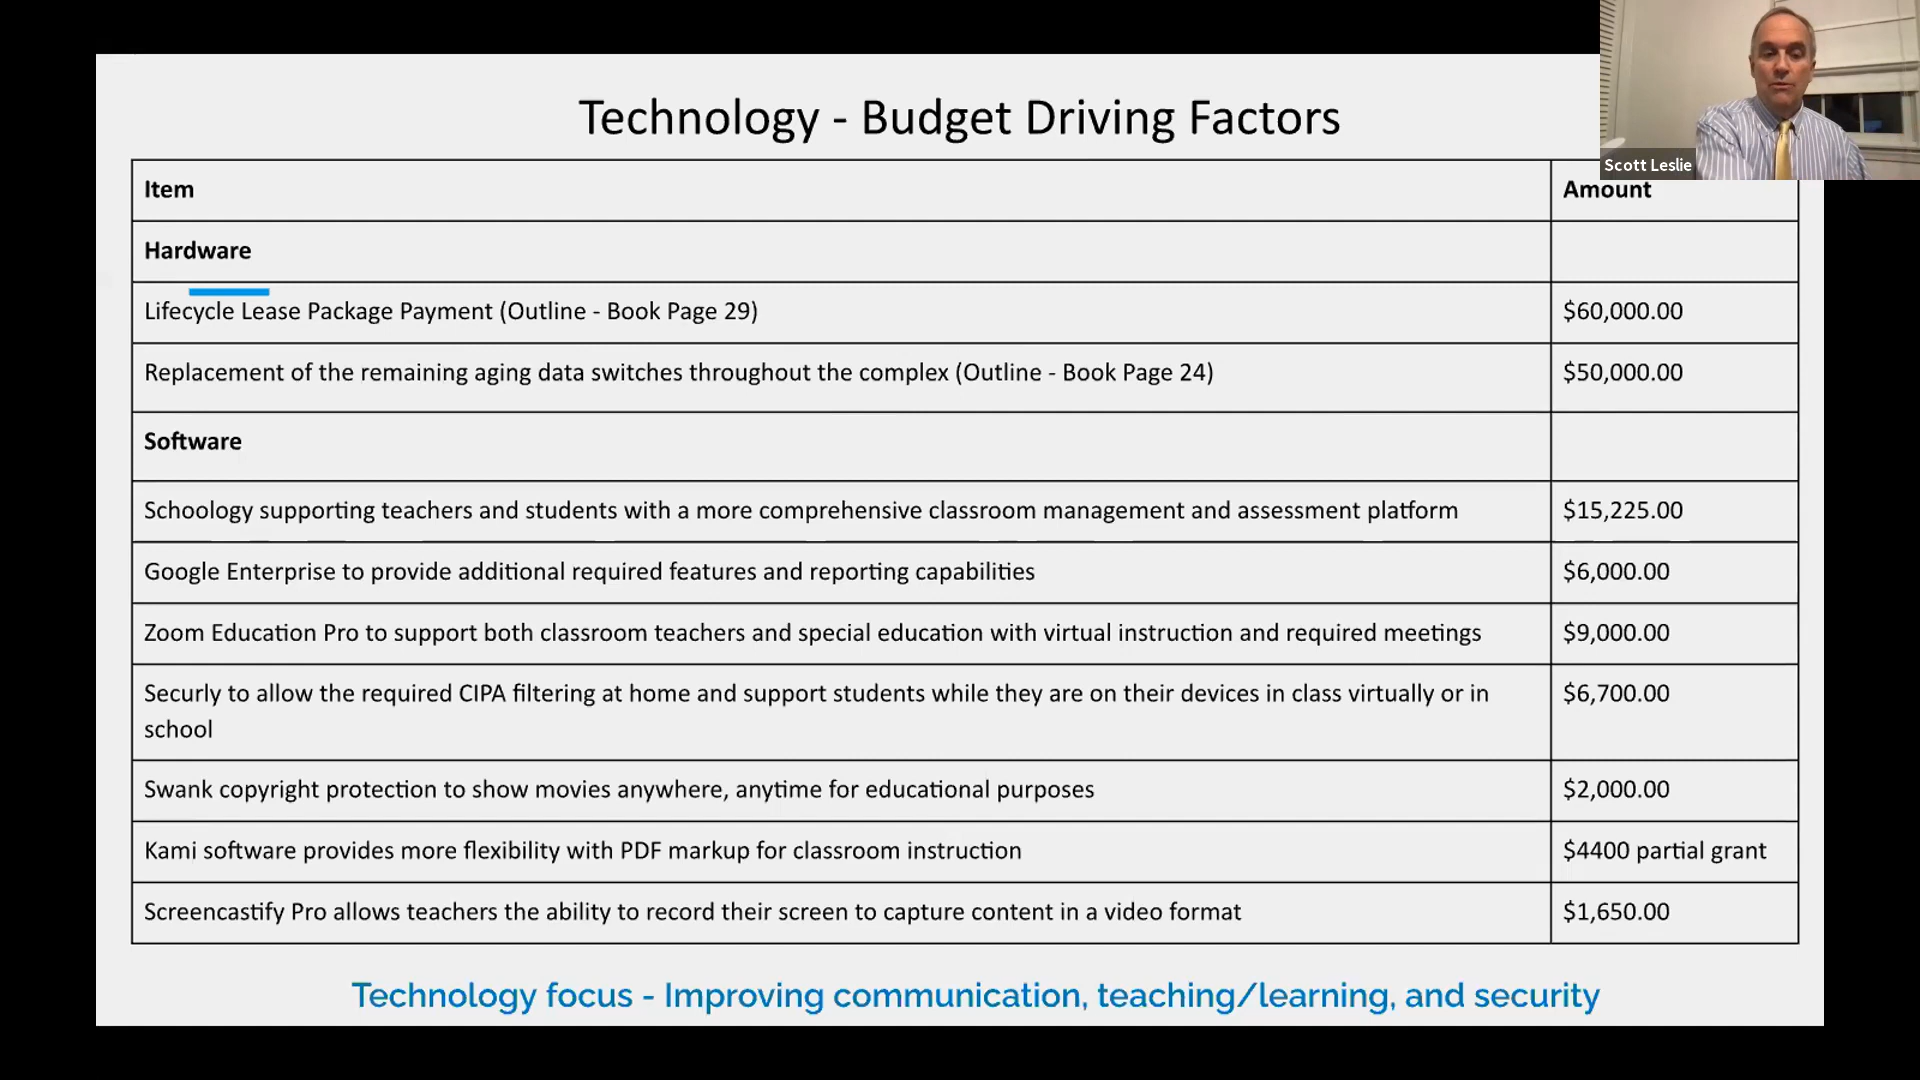 Technology - Budget Driving Factors
Scott Leslie
Item Amount
Hardware
Lifecycle Lease Package Payment (Outline - Book Page 29) $60,000.00
Replacement of the remaining aging data switches throughout the complex (Outline - Book Page 24) $50,000.00
Software
Schoology supporting teachers and students with a more comprehensive classroom management and assessment platform $15,225.00
Google Enterprise to provide additional required features and reporting capabilities $6,000.00
Zoom Education Pro to support both classroom teachers and special education with virtual instruction and required meetings $9,000.00
Securly to allow the required CIPA filtering at home and support students while they are on their devices in class virtually or in $6,700.00
school
Swank copyright protection to show movies anywhere, anytime for educational purposes $2,000.00
Kami software provides more flexibility with PDF markup for classroom instruction $4400 partial grant
Screencastify Pro allows teachers the ability to record their screen to capture content in a video format $1,650.00
Technology focus - Improving communication, teaching/learning, and security